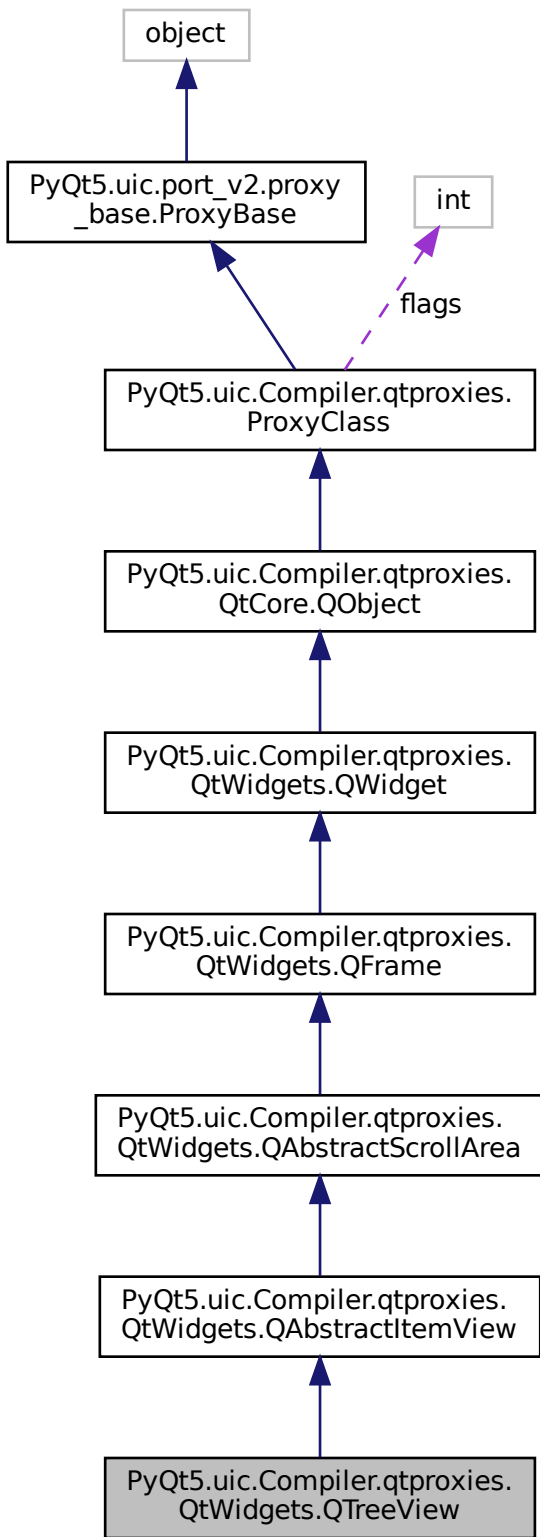 object
PyQt5.uic.port_v2.proxy
_base.ProxyBase
int
flags
PyQt5.uic.Compiler.qtproxies.
ProxyClass
PyQt5.uic.Compiler.qtproxies.
QtCore.QObject
PyQt5.uic.Compiler.qtproxies.
QtWidgets.QWidget
PyQt5.uic.Compiler.qtproxies.
QtWidgets.QFrame
PyQt5.uic.Compiler.qtproxies.
QtWidgets.QAbstractScrollArea
PyQt5.uic.Compiler.qtproxies.
QtWidgets.QAbstractItemView
PyQt5.uic.Compiler.qtproxies.
QtWidgets.QTreeView